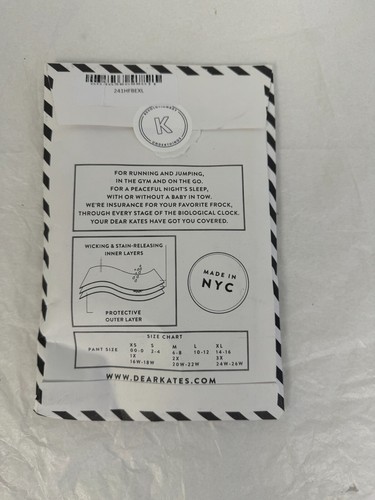 241HFBEXL
K
FOR RUNNING AND JUMPING,
IN THE GYM AND ON THE GO.
FOR A PEACEFUL NIGHT'S SLEEP,
WITH OR WITHOUT A BABY IN TOW.
WE'RE INSURANCE FOR YOUR FAVORITE FROCK,
THROUGH EVERY STAGE OF THE BIOLOGICAL CLOCK.
YOUR DEAR KATES HAVE GOT YOU COVERED.
WICKING & STAIN-RELEASING
INNER LAYERS
PROTECTIVE
OUTER LAYER
MADE IN
NYC
SIZE CHART
XS S M L XL
PANT SIZE 00-0 2-4 6-8 10-12 14-16
1X 2X 3X
16W-18W 20W-22W 24W-26W
WWW.DEARKATES.COM